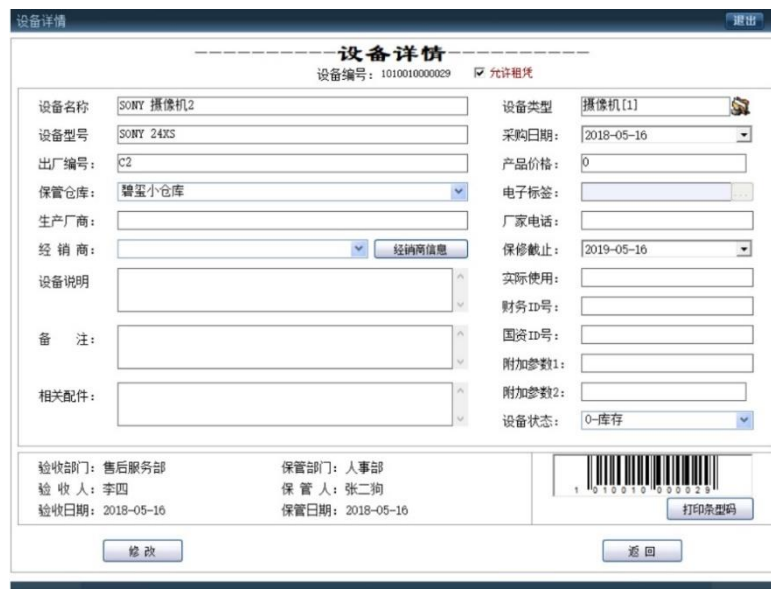 设备详情 退出
-----------设备详情-----------
设备编号：1010010000029 允许租赁
设备名称 SONY 摄像机2 设备类型 摄像机[1]
设备型号 SONY 24XS 采购日期： 2018-05-16
出厂编号： C2 产品价格： 0
保管仓库： 碧玺小仓库 电子标签： ...
生产厂商： 厂家电话：
经 销 商： 经销商信息 保修截止： 2019-05-16
设备说明 实际使用：
财务ID号：
备 注： 国资ID号：
附加参数1：
相关配件： 附加参数2：
设备状态： 0-库存
验收部门：售后服务部 保管部门：人事部
验 收 人：李四 保 管 人：张二狗
验收日期：2018-05-16 保管日期：2018-05-16
1 010010 000029
打印条型码
修改 返回